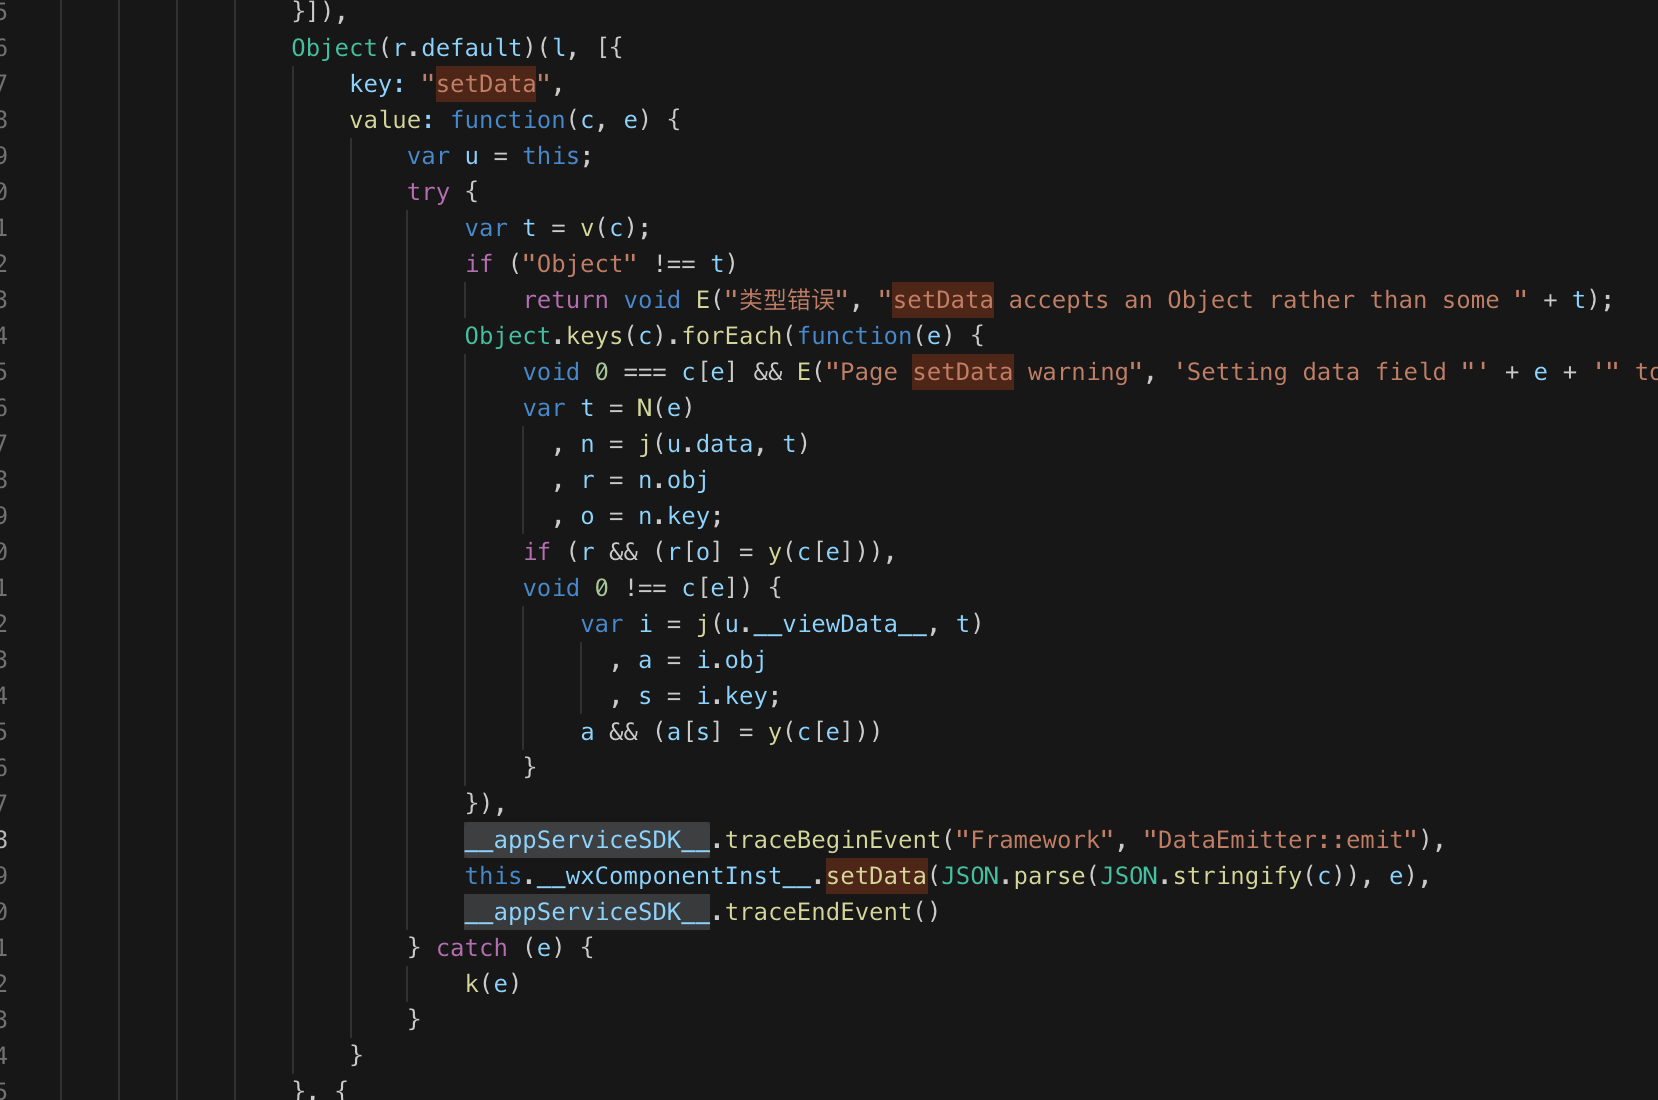 5 }]),
6 Object(r.default)(l, [{
7 key: "setData",
8 value: function(c, e) {
9 var u = this;
0 try {
1 var t = v(c);
2 if ("Object" !== t)
3 return void E("类型错误", "setData accepts an Object rather than some " + t);
4 Object.keys(c).forEach(function(e) {
5 void 0 === c[e] && E("Page setData warning", 'Setting data field "' + e + '" to
6 var t = N(e)
7 , n = j(u.data, t)
8 , r = n.obj
9 , o = n.key;
0 if (r && (r[o] = y(c[e])),
1 void 0 !== c[e]) {
2 var i = j(u.__viewData__, t)
3 , a = i.obj
4 , s = i.key;
5 a && (a[s] = y(c[e]))
6 }
7 }),
8 __appServiceSDK__.traceBeginEvent("Framework", "DataEmitter::emit"),
9 this.__wxComponentInst__.setData(JSON.parse(JSON.stringify(c)), e),
0 __appServiceSDK__.traceEndEvent()
1 } catch (e) {
2 k(e)
3 }
4 }
5 }, {